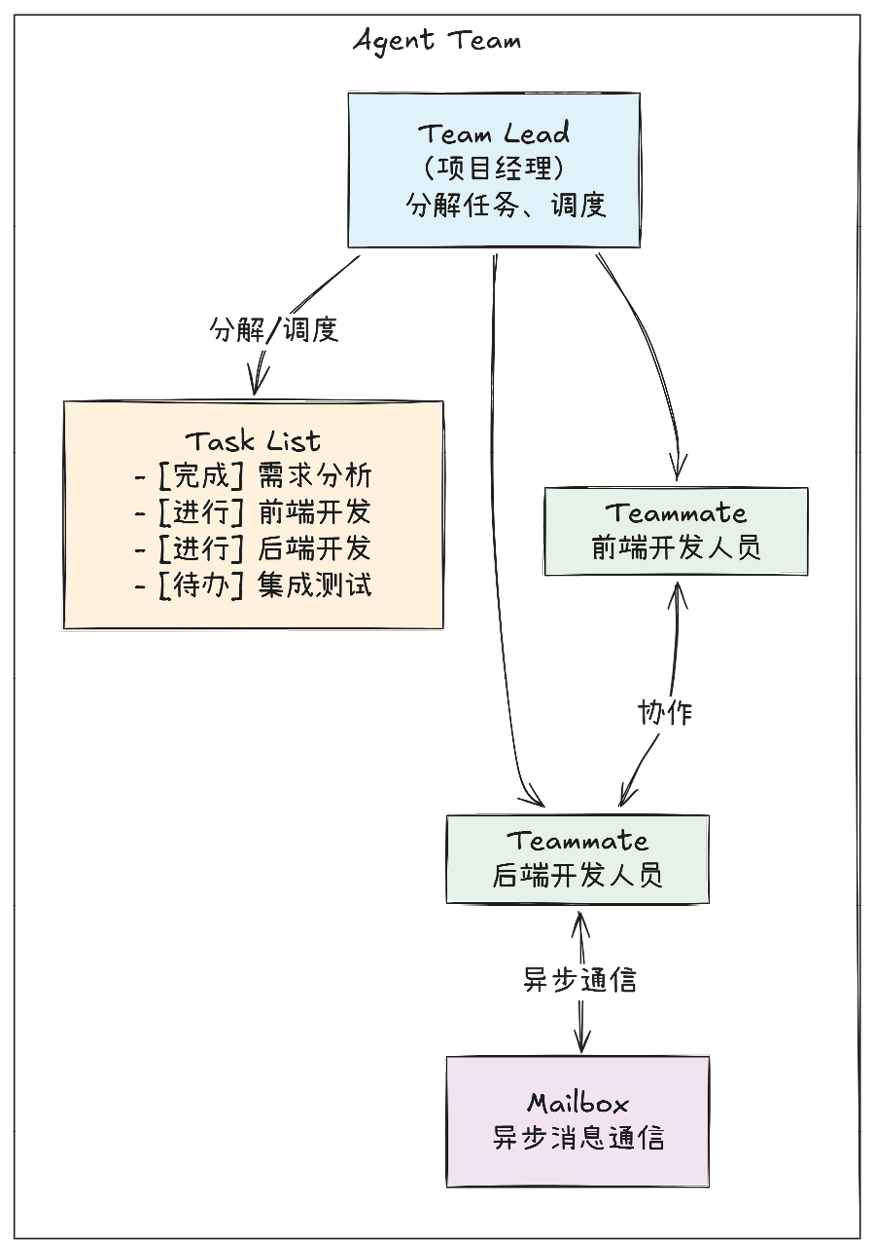 Agent Team
Team Lead
（项目经理）
分解任务、调度
分解/调度
Task List
- [完成] 需求分析
- [进行] 前端开发
- [进行] 后端开发
- [待办] 集成测试
Teammate
前端开发人员
协作
Teammate
后端开发人员
异步通信
Mailbox
异步消息通信